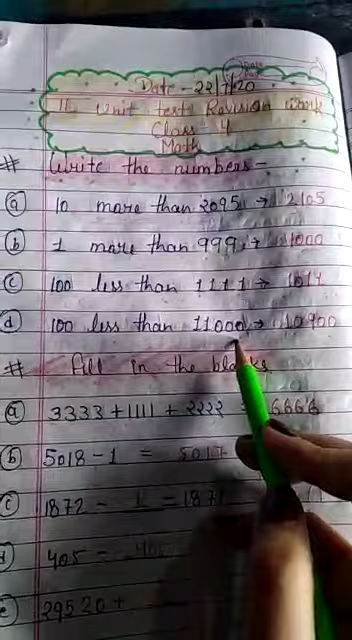 Date
Date - 22/7/20
Unit test Revision work
Class - 4
Math
# Write the numbers -
(a) 10 more than 2095 → 2105
(b) 1 more than 999 → 1000
(c) 100 less than 1111 → 1011
(d) 100 less than 11000 → 10900
# Fill in the blanks
(a) 3333 + 1111 + 2222 = 6666
(b) 5018 - 1 = 5017
(c) 1872 - 1 = 1871
(d) 405 =
(e) 29520 +